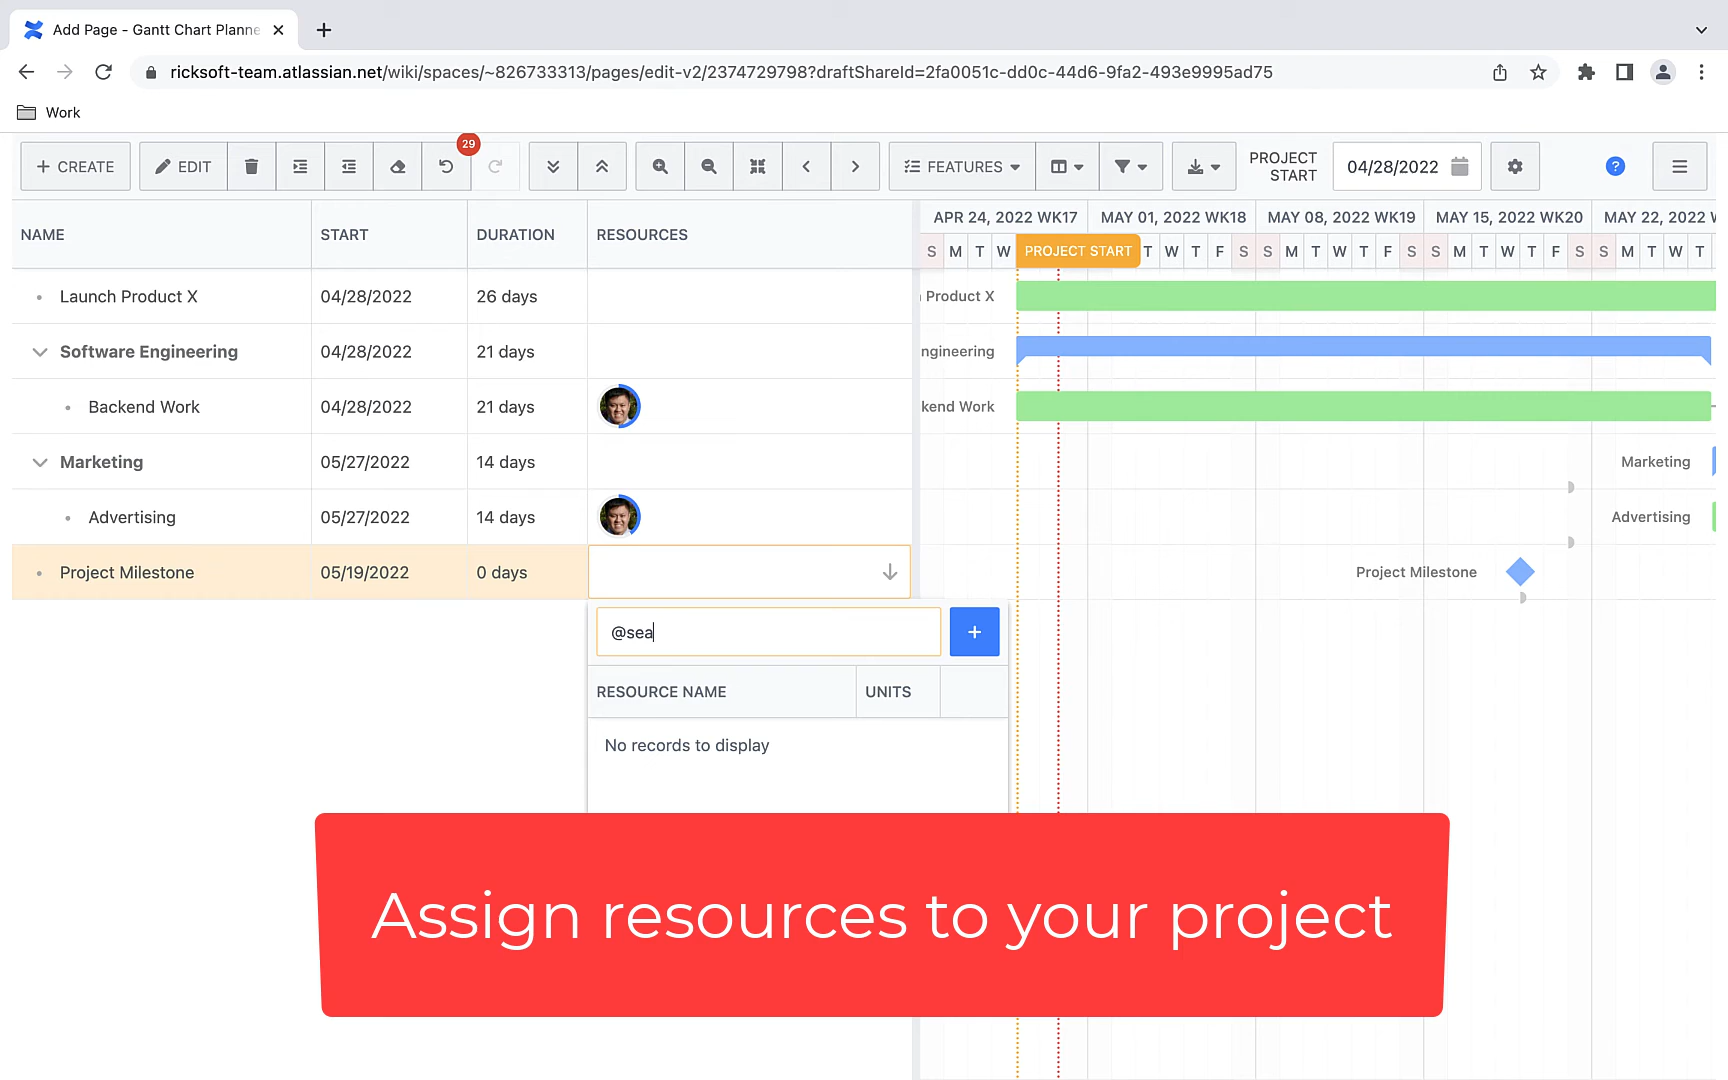 Add Page - Gantt Chart Planne
ricksoft-team.atlassian.net/wiki/spaces/~826733313/pages/edit-v2/2374729798?draftShareId=2fa0051c-dd0c-44d6-9fa2-493e9995ad75
Work
29
+ CREATE EDIT FEATURES PROJECT START 04/28/2022 ?
NAME START DURATION RESOURCES
APR 24, 2022 WK17 MAY 01, 2022 WK18 MAY 08, 2022 WK19 MAY 15, 2022 WK20 MAY 22, 2022 W
S M T W PROJECT START T W T F S S M T W T F S S M T W T F S S M T W T
Launch Product X 04/28/2022 26 days Product X
Software Engineering 04/28/2022 21 days ngineering
Backend Work 04/28/2022 21 days kend Work
Marketing 05/27/2022 14 days Marketing
Advertising 05/27/2022 14 days Advertising
Project Milestone 05/19/2022 0 days Project Milestone
@sea +
RESOURCE NAME UNITS
No records to display
Assign resources to your project